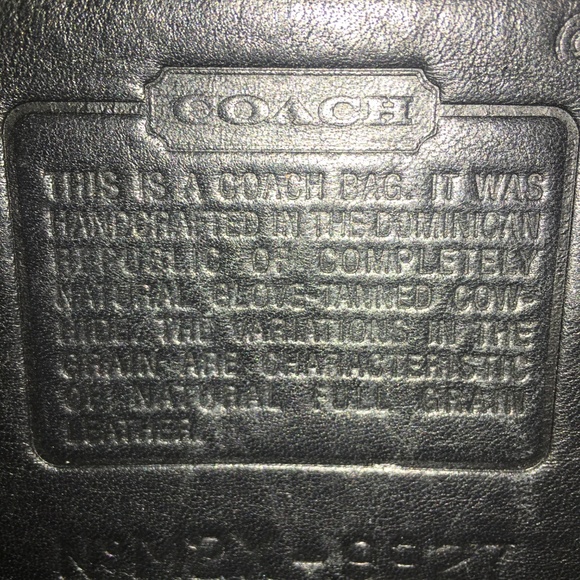 COACH
THIS IS A COACH BAG. IT WAS
HANDCRAFTED IN THE DOMINICAN
REPUBLIC OF COMPLETELY
NATURAL GLOVE-TANNED COW-
HIDE. THE VARIATIONS IN THE
GRAIN ARE CHARACTERISTIC
OF NATURAL FULL GRAIN
LEATHER.